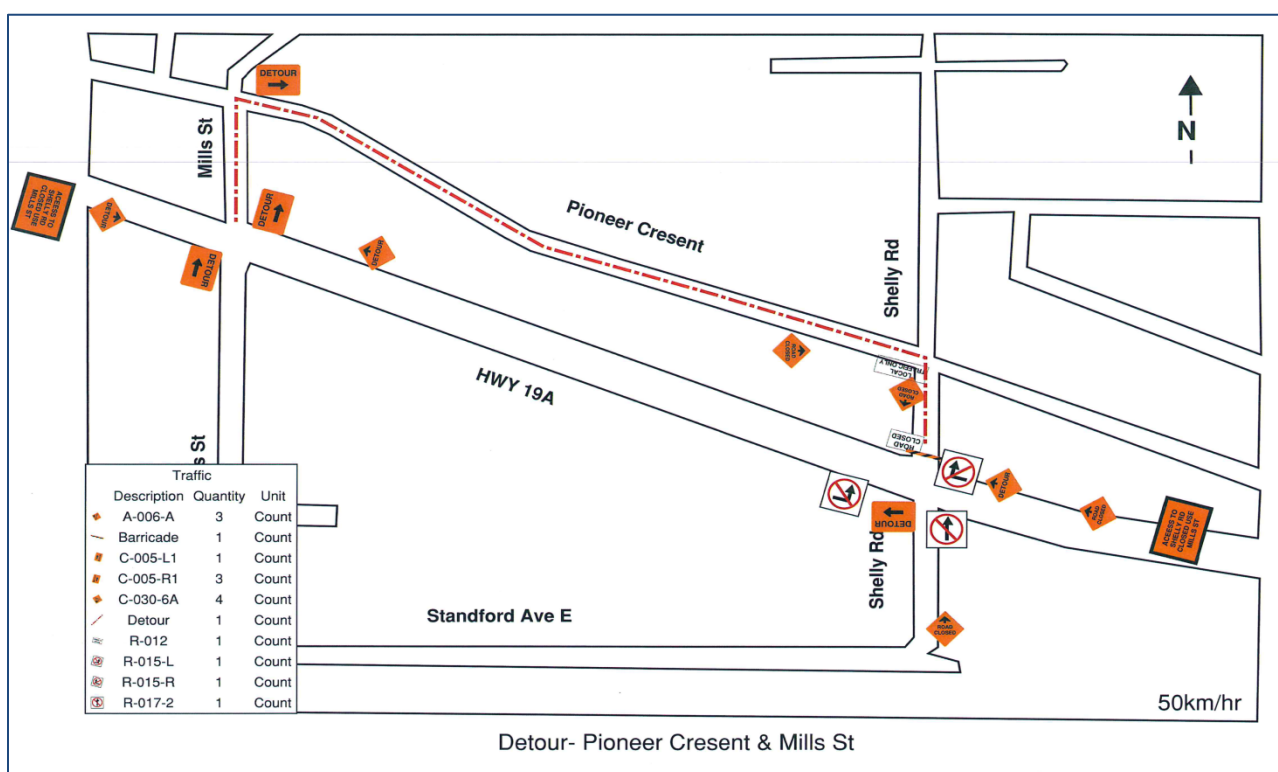 DETOUR
Mills St
ACCESS TO
SHELLY RD
CLOSED USE
MILLS ST
DETOUR
DETOUR
DETOUR
DETOUR
Pioneer Cresent
Shelly Rd
N
HWY 19A
ROAD
CLOSED
LOCAL
TRAFFIC ONLY
ROAD
CLOSED
ROAD
CLOSED
DETOUR
ROAD
CLOSED
ACEESS TO
SHELLY RD
CLOSED USE
MILLS ST
DETOUR
Shelly Rd
ROAD
CLOSED
Standford Ave E
s St
Traffic
Description Quantity Unit
A-006-A 3 Count
Barricade 1 Count
C-005-L1 1 Count
C-005-R1 3 Count
C-030-6A 4 Count
Detour 1 Count
R-012 1 Count
R-015-L 1 Count
R-015-R 1 Count
R-017-2 1 Count
50km/hr
Detour- Pioneer Cresent & Mills St